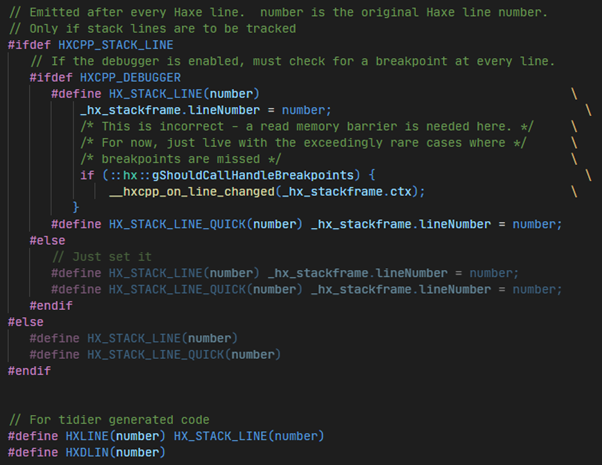 // Emitted after every Haxe line.  number is the original Haxe line number.
// Only if stack lines are to be tracked
#ifdef HXCPP_STACK_LINE
   // If the debugger is enabled, must check for a breakpoint at every line.
   #ifdef HXCPP_DEBUGGER
      #define HX_STACK_LINE(number)                                           \
          _hx_stackframe.lineNumber = number;
          /* This is incorrect - a read memory barrier is needed here. */     \
          /* For now, just live with the exceedingly rare cases where */      \
          /* breakpoints are missed */                                        \
          if (::hx::gShouldCallHandleBreakpoints) {                             \
              __hxcpp_on_line_changed(_hx_stackframe.ctx);                    \
         }
      #define HX_STACK_LINE_QUICK(number) _hx_stackframe.lineNumber = number;
   #else
      // Just set it
      #define HX_STACK_LINE(number) _hx_stackframe.lineNumber = number;
      #define HX_STACK_LINE_QUICK(number) _hx_stackframe.lineNumber = number;
   #endif
#else
   #define HX_STACK_LINE(number)
   #define HX_STACK_LINE_QUICK(number)
#endif
// For tidier generated code
#define HXLINE(number) HX_STACK_LINE(number)
#define HXDLIN(number)